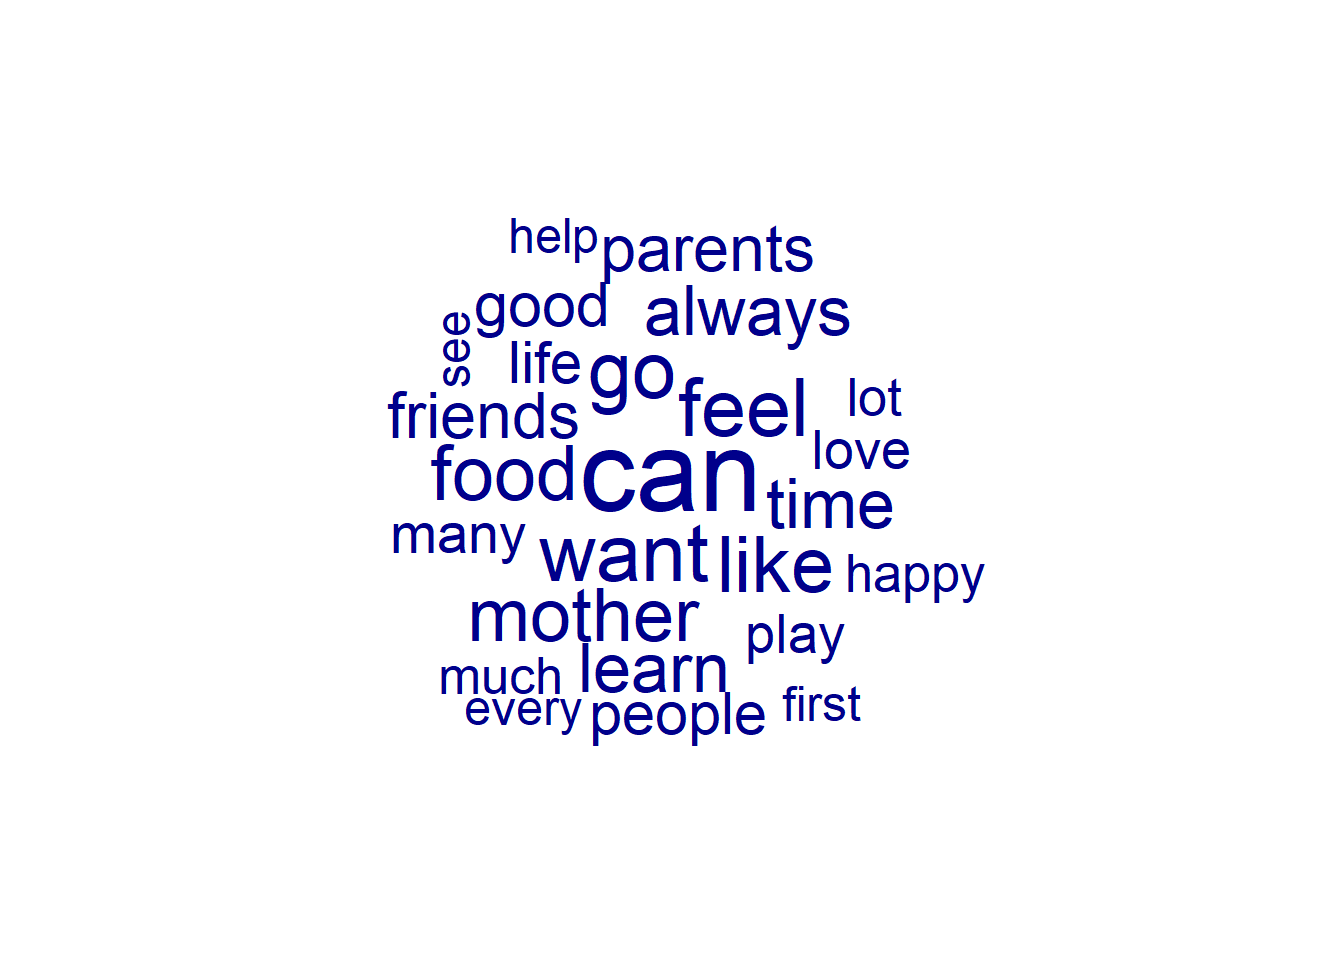 help parents
good always
see
life go
feel lot
friends
love
food can
time
many want like happy
mother
play
much learn
every people first